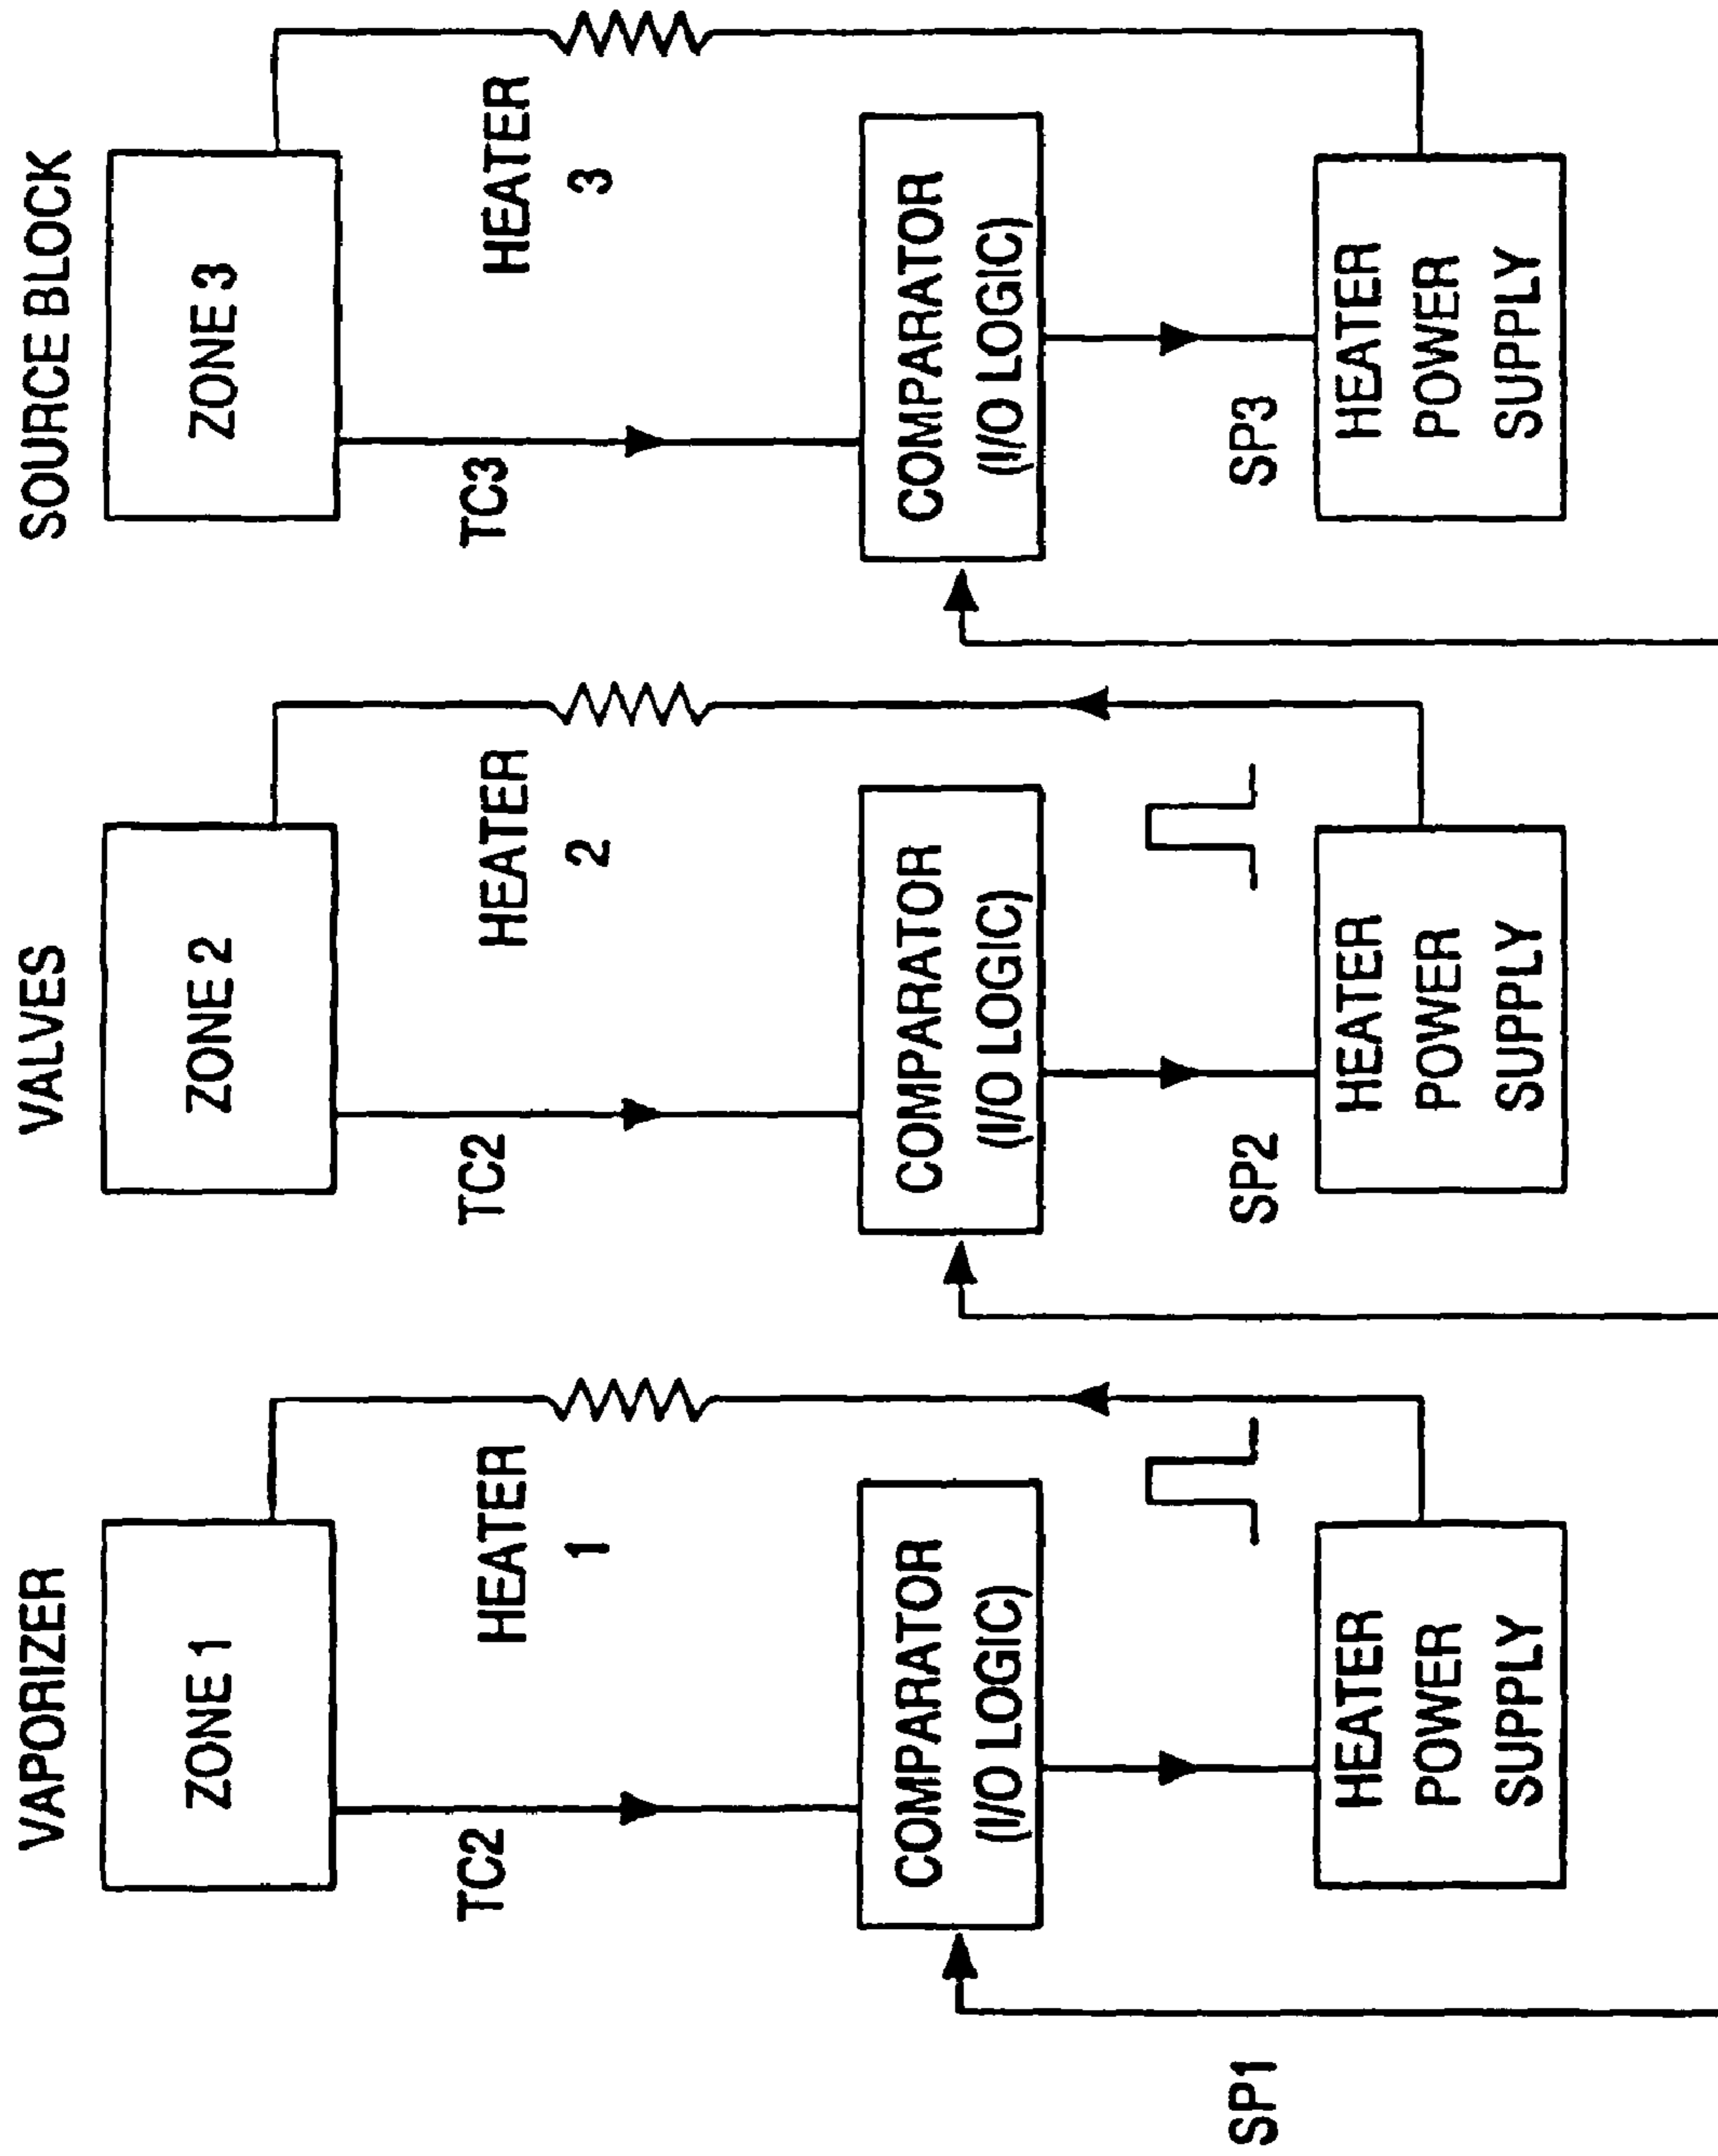 VAPORIZER
ZONE 1
TC2
HEATER
1
COMPARATOR
(I/O LOGIC)
SP1
HEATER
POWER
SUPPLY
VALVES
ZONE 2
TC2
HEATER
2
COMPARATOR
(I/O LOGIC)
SP2
HEATER
POWER
SUPPLY
SOURCE BLOCK
ZONE 3
TC3
HEATER
3
COMPARATOR
(I/O LOGIC)
SP3
HEATER
POWER
SUPPLY